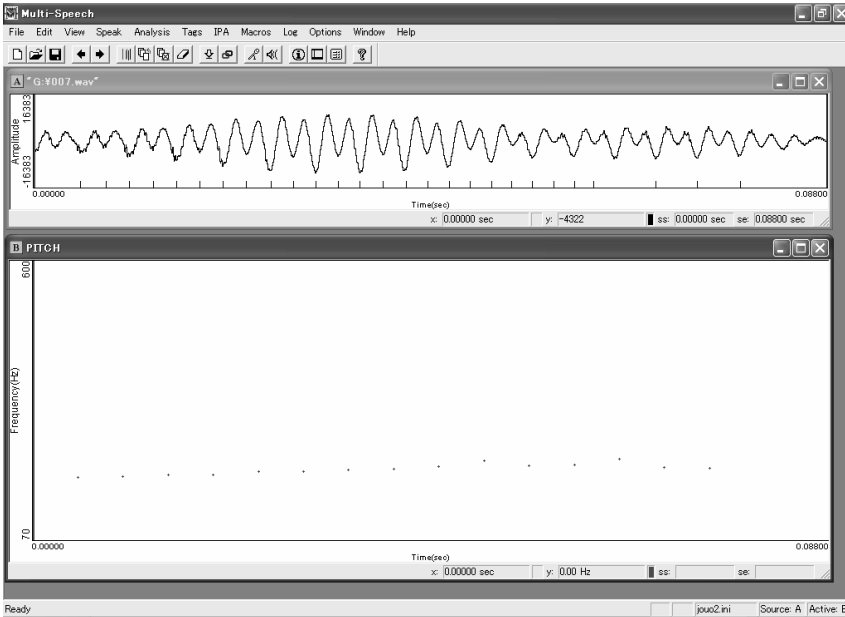 Multi-Speech
File Edit View Speak Analysis Tags IPA Macros Log Options Window Help
A "G:¥007.wav"
Amplitude
16383
-16383
0.00000 0.08800
Time(sec)
x: 0.00000 sec y: -4322 ss: 0.00000 sec se: 0.08800 sec
B PITCH
600
Frequency(Hz)
70
0.00000 0.08800
Time(sec)
x: 0.00000 sec y: 0.00 Hz ss: se:
Ready jouo2.ini Source: A Active: B